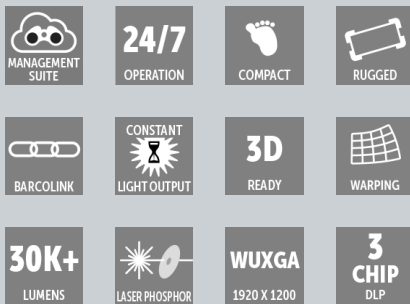 MANAGEMENT
SUITE
24/7
OPERATION
COMPACT
RUGGED
BARCOLINK
CONSTANT
LIGHT OUTPUT
3D
READY
WARPING
30K+
LUMENS
LASER PHOSPHOR
WUXGA
1920 X 1200
3
CHIP
DLP